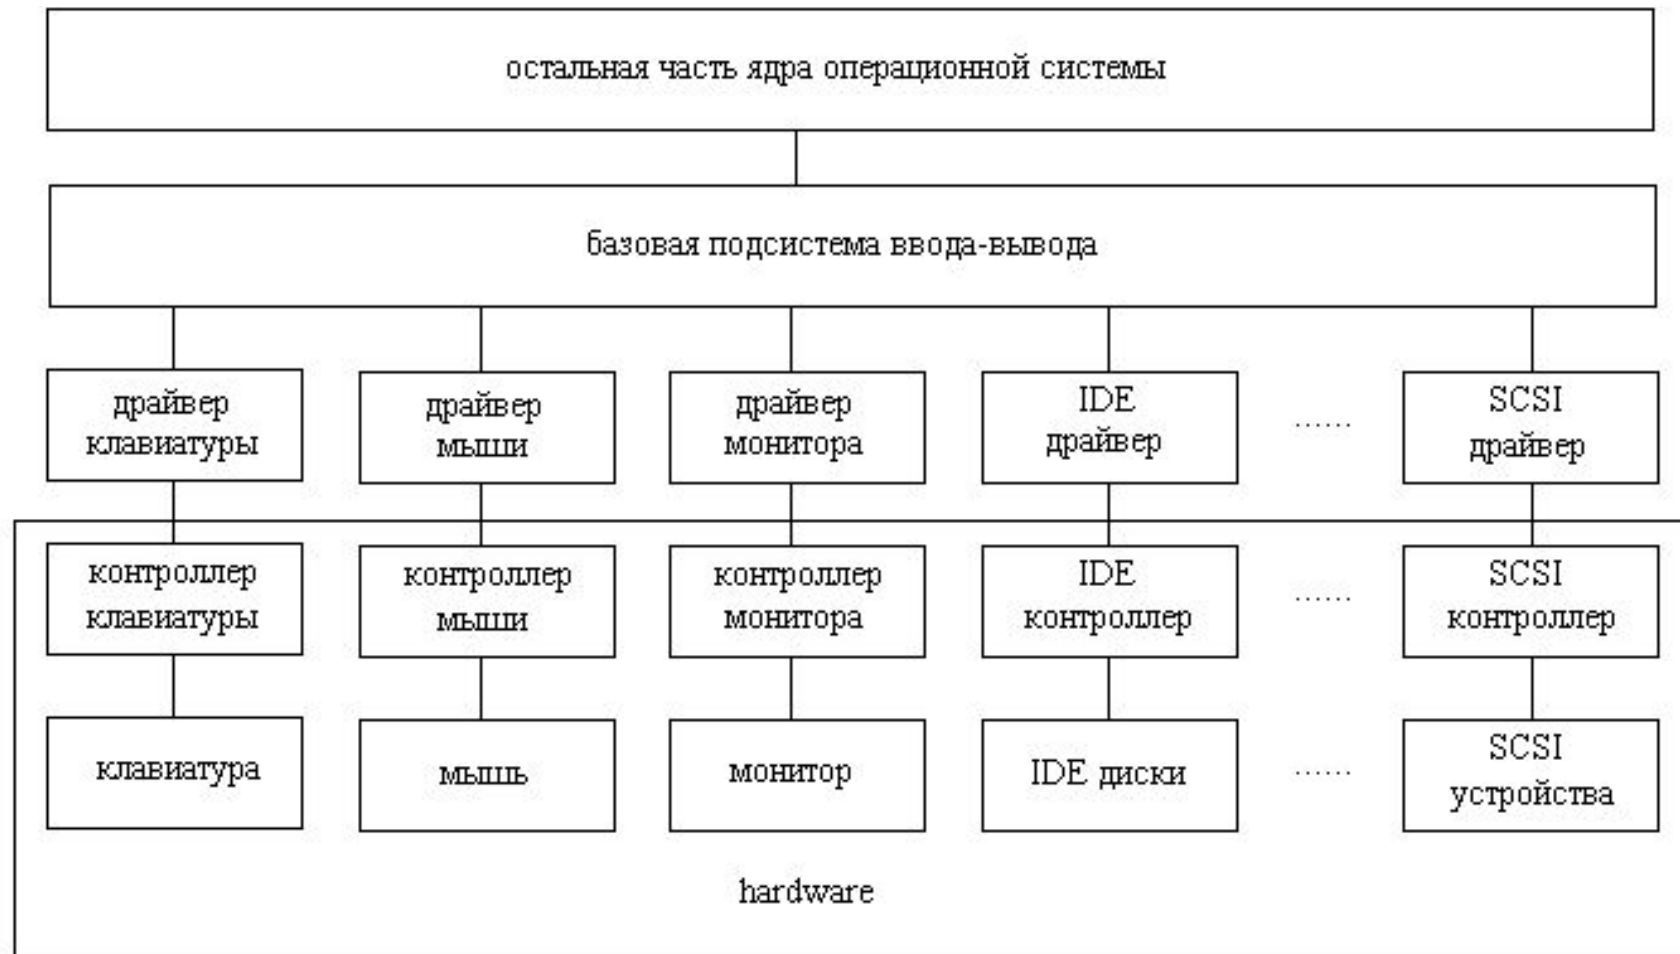 остальная часть ядра операционной системы
базовая подсистема ввода-вывода
драйвер
клавиатуры
драйвер
мыши
драйвер
монитора
IDE
драйвер
......
SCSI
драйвер
контроллер
клавиатуры
контроллер
мыши
контроллер
монитора
IDE
контроллер
......
SCSI
контроллер
клавиатура
мышь
монитор
IDE диски
......
SCSI
устройства
hardware